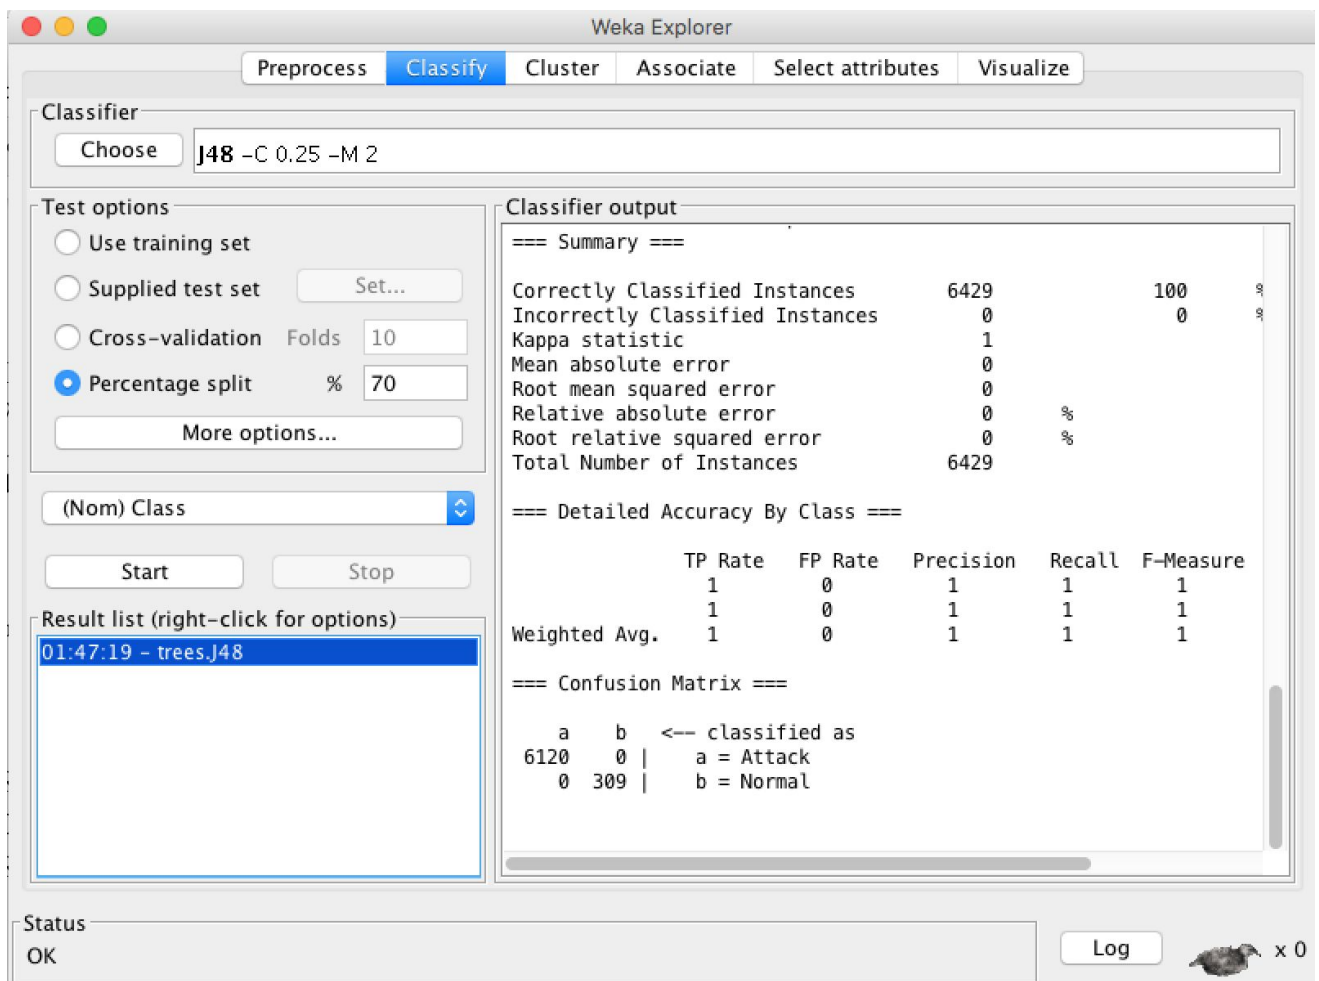 Weka Explorer
Preprocess Classify Cluster Associate Select attributes Visualize
Classifier
Choose J48 -C 0.25 -M 2
Test options
Use training set
Supplied test set Set...
Cross-validation Folds 10
Percentage split % 70
More options...
(Nom) Class
Start Stop
Result list (right-click for options)
01:47:19 - trees.J48
Classifier output
=== Summary ===
Correctly Classified Instances 6429 100 %
Incorrectly Classified Instances 0 0 %
Kappa statistic 1
Mean absolute error 0
Root mean squared error 0
Relative absolute error 0 %
Root relative squared error 0 %
Total Number of Instances 6429
=== Detailed Accuracy By Class ===
TP Rate FP Rate Precision Recall F-Measure
1 0 1 1 1
1 0 1 1 1
Weighted Avg. 1 0 1 1 1
=== Confusion Matrix ===
a b <-- classified as
6120 0 | a = Attack
0 309 | b = Normal
Status
OK
Log x 0